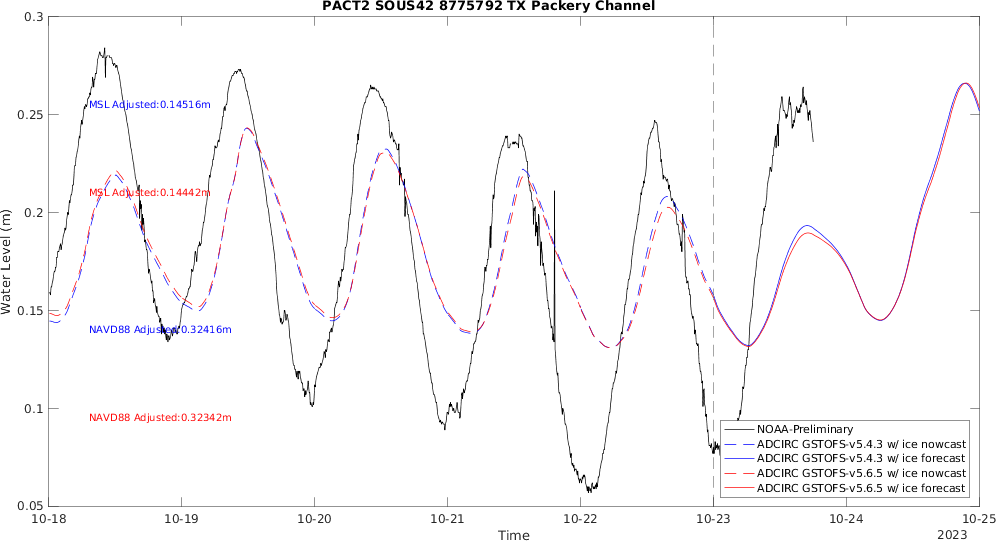 PACT2 SOUS42 8775792 TX Packery Channel
0.3
0.25
0.2
0.15
0.1
0.05
Water Level (m)
MSL Adjusted:0.14516m
MSL Adjusted:0.14442m
NAVD88 Adjusted:0.32416m
NAVD88 Adjusted:0.32342m
NOAA-Preliminary
ADCIRC GSTOFS-v5.4.3 w/ ice nowcast
ADCIRC GSTOFS-v5.4.3 w/ ice forecast
ADCIRC GSTOFS-v5.6.5 w/ ice nowcast
ADCIRC GSTOFS-v5.6.5 w/ ice forecast
10-18 10-19 10-20 10-21 10-22 10-23 10-24 10-25
Time
2023